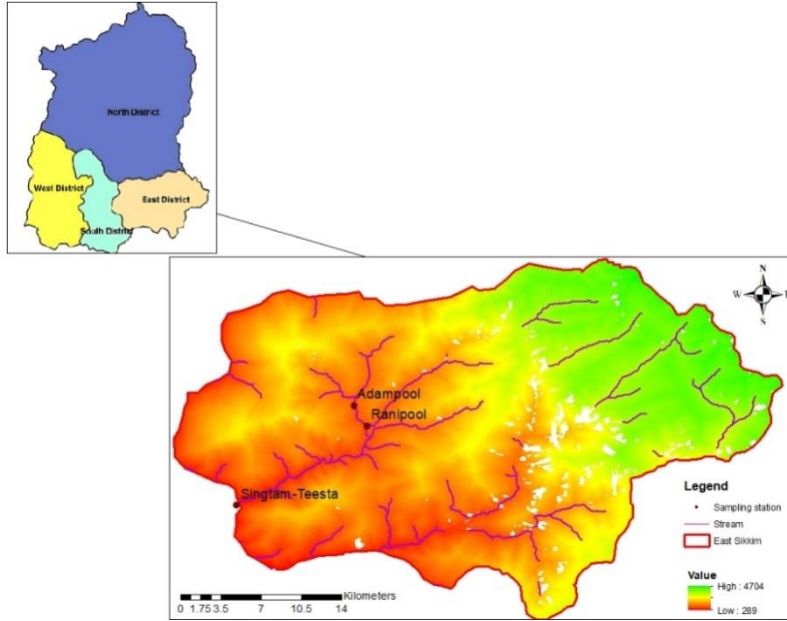 North District
West District
East District
South District
N
W
E
S
Adampool
Ranipool
Singtam-Teesta
Legend
Sampling station
Stream
East Sikkim
Value
High : 4704
Low : 289
Kilometers
0 1.75 3.5 7 10.5 14